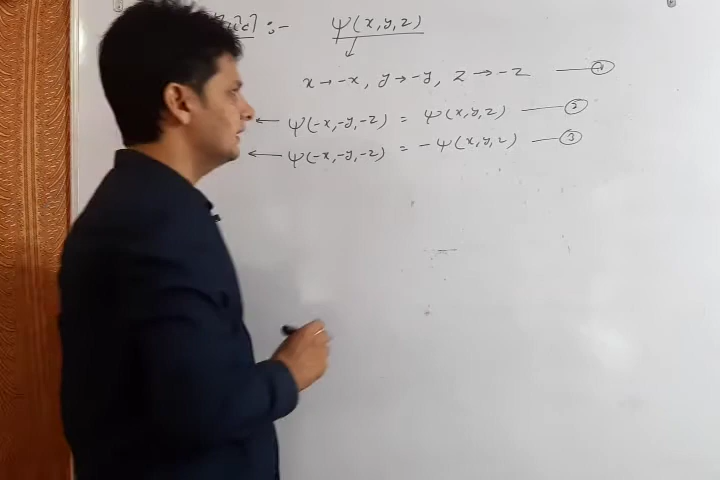 :- ψ(x,y,z)
x→-x, y→-y, z→-z —①
← ψ(-x,-y,-z) = ψ(x,y,z) —②
← ψ(-x,-y,-z) = -ψ(x,y,z) —③